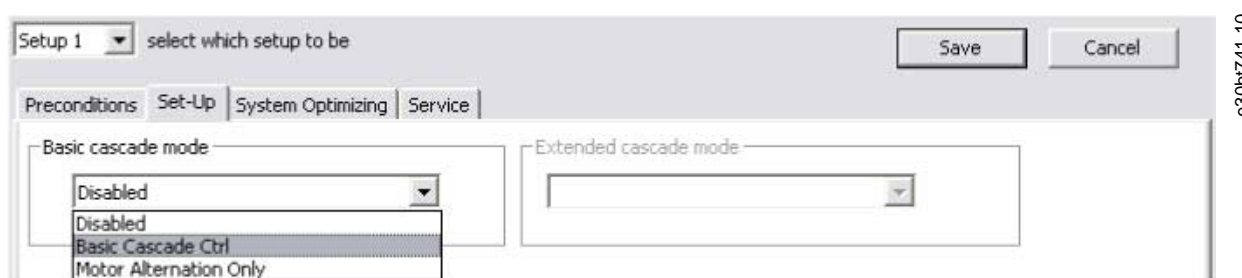 Setup 1 select which setup to be
Save Cancel
Preconditions Set-Up System Optimizing Service
Basic cascade mode Extended cascade mode
Disabled
Disabled
Basic Cascade Ctrl
Motor Alternation Only